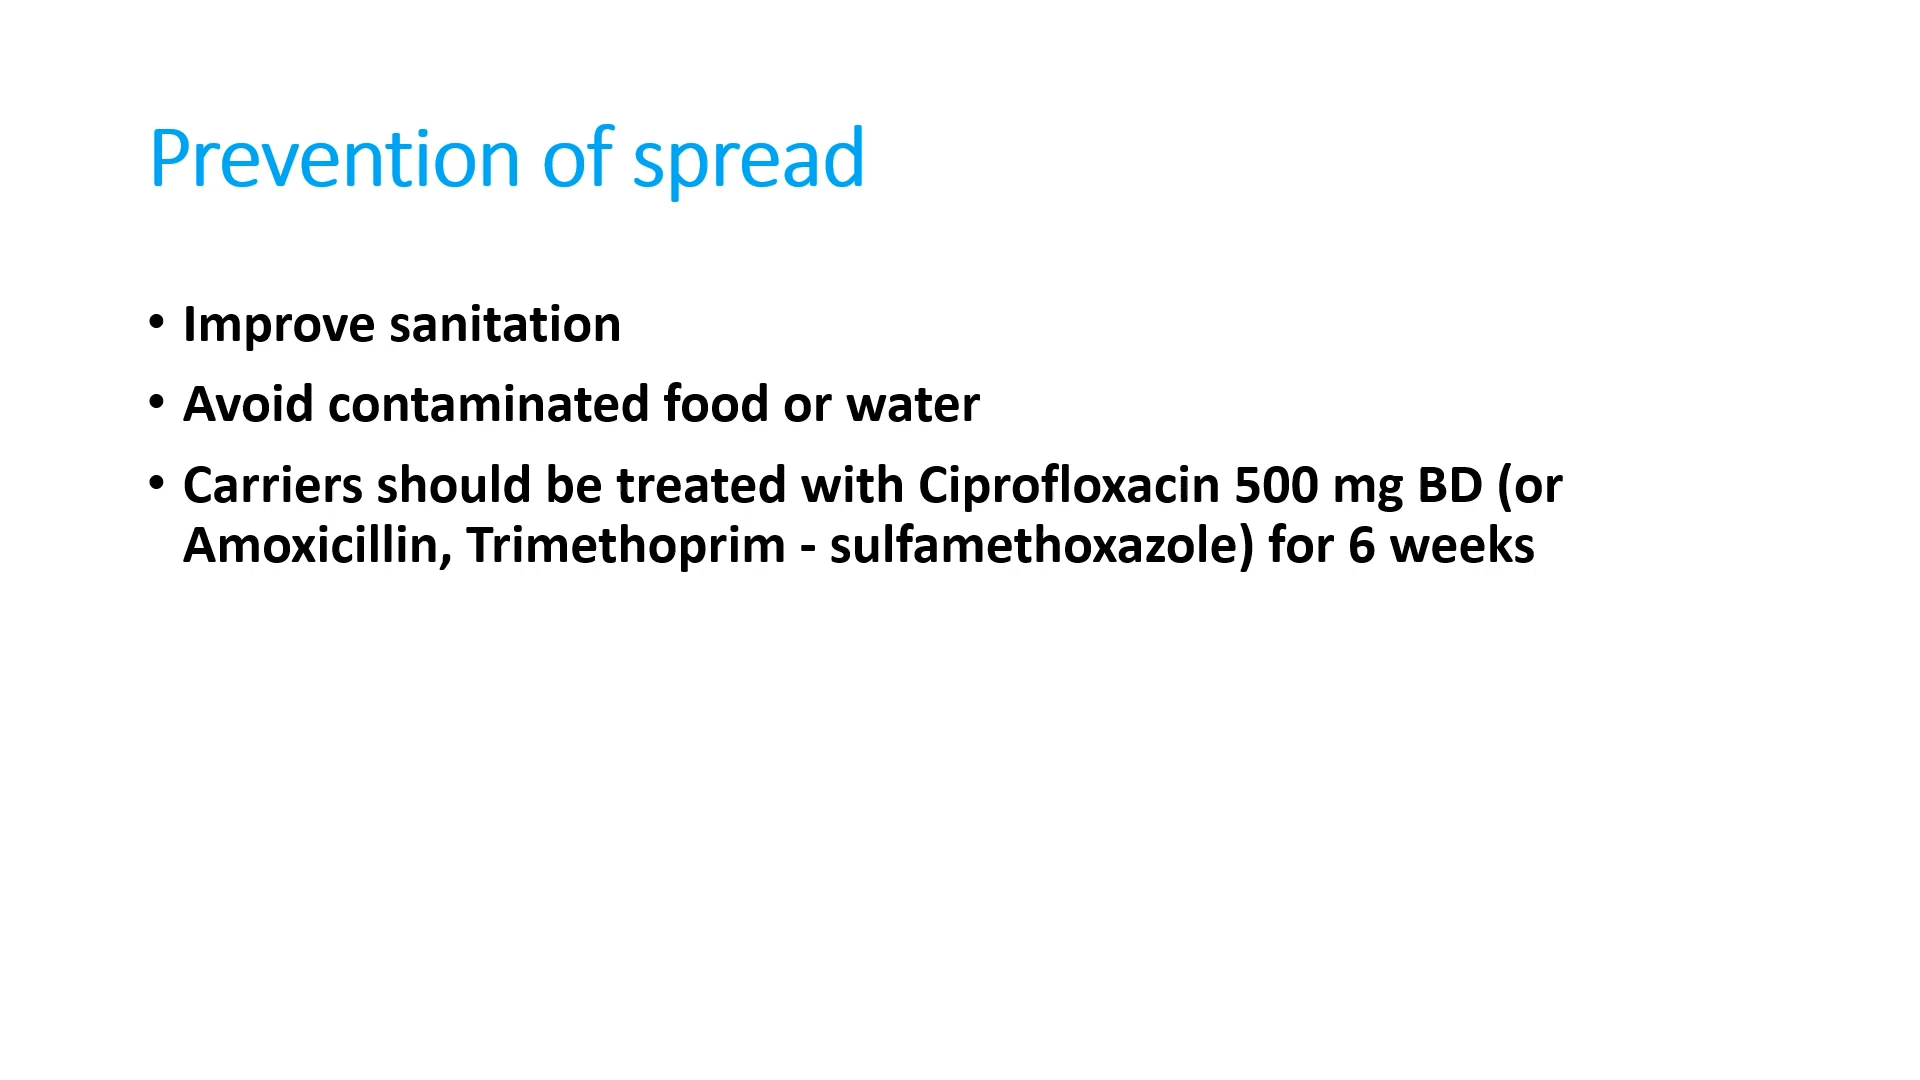 Prevention of spread
• Improve sanitation
• Avoid contaminated food or water
• Carriers should be treated with Ciprofloxacin 500 mg BD (or
Amoxicillin, Trimethoprim - sulfamethoxazole) for 6 weeks